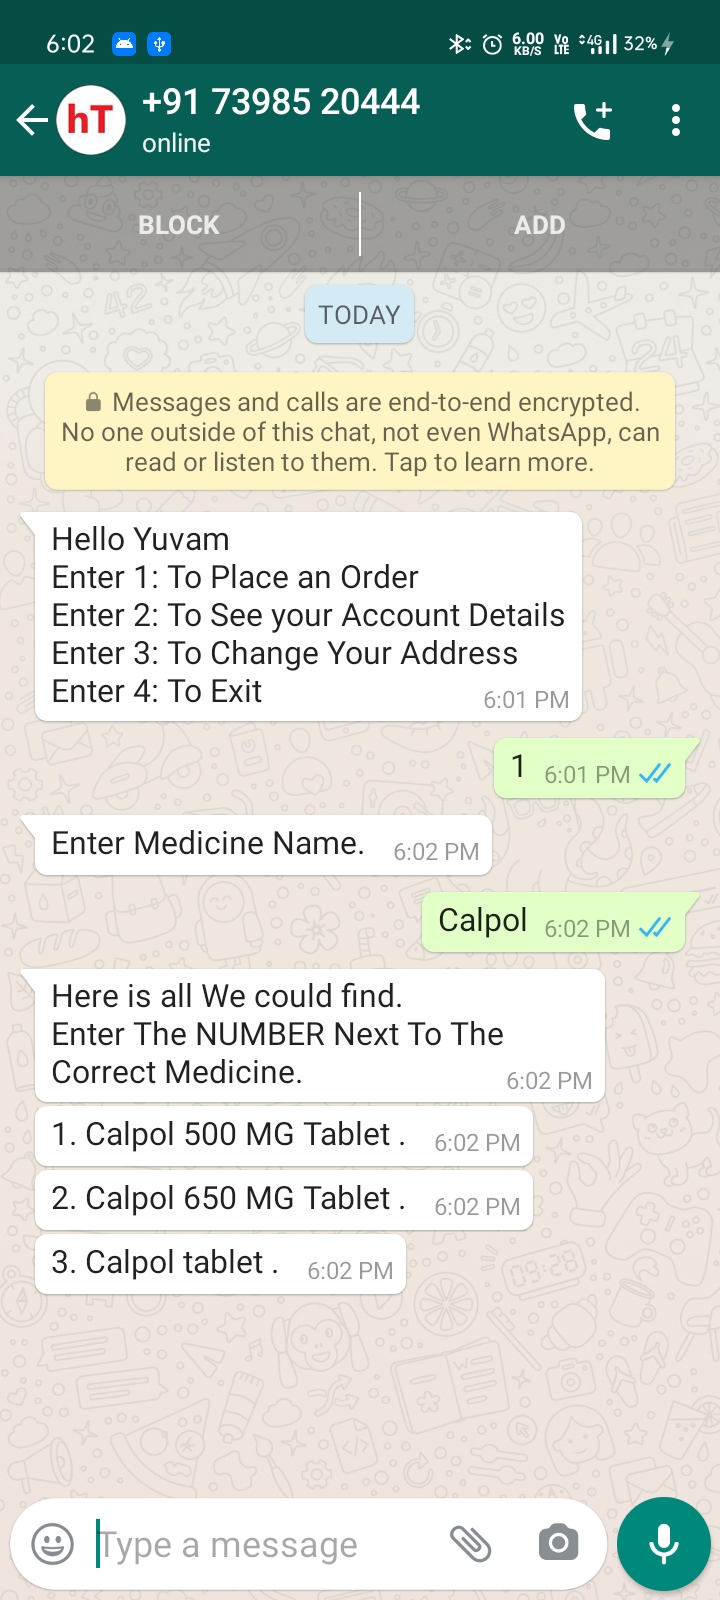 6:02
6.00 KB/S Vo LTE 4G 32%
hT
+91 73985 20444
online
BLOCK
ADD
TODAY
Messages and calls are end-to-end encrypted.
No one outside of this chat, not even WhatsApp, can
read or listen to them. Tap to learn more.
Hello Yuvam
Enter 1: To Place an Order
Enter 2: To See your Account Details
Enter 3: To Change Your Address
Enter 4: To Exit
6:01 PM
1 6:01 PM
Enter Medicine Name. 6:02 PM
Calpol 6:02 PM
Here is all We could find.
Enter The NUMBER Next To The
Correct Medicine.
6:02 PM
1. Calpol 500 MG Tablet . 6:02 PM
2. Calpol 650 MG Tablet . 6:02 PM
3. Calpol tablet . 6:02 PM
Type a message